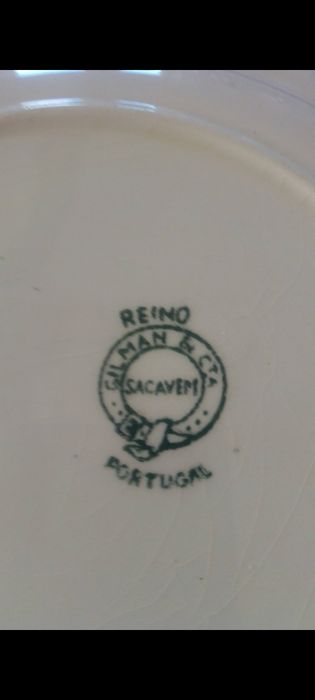 REINO
GILMAN & CTA
SACAVEM
PORTUGAL